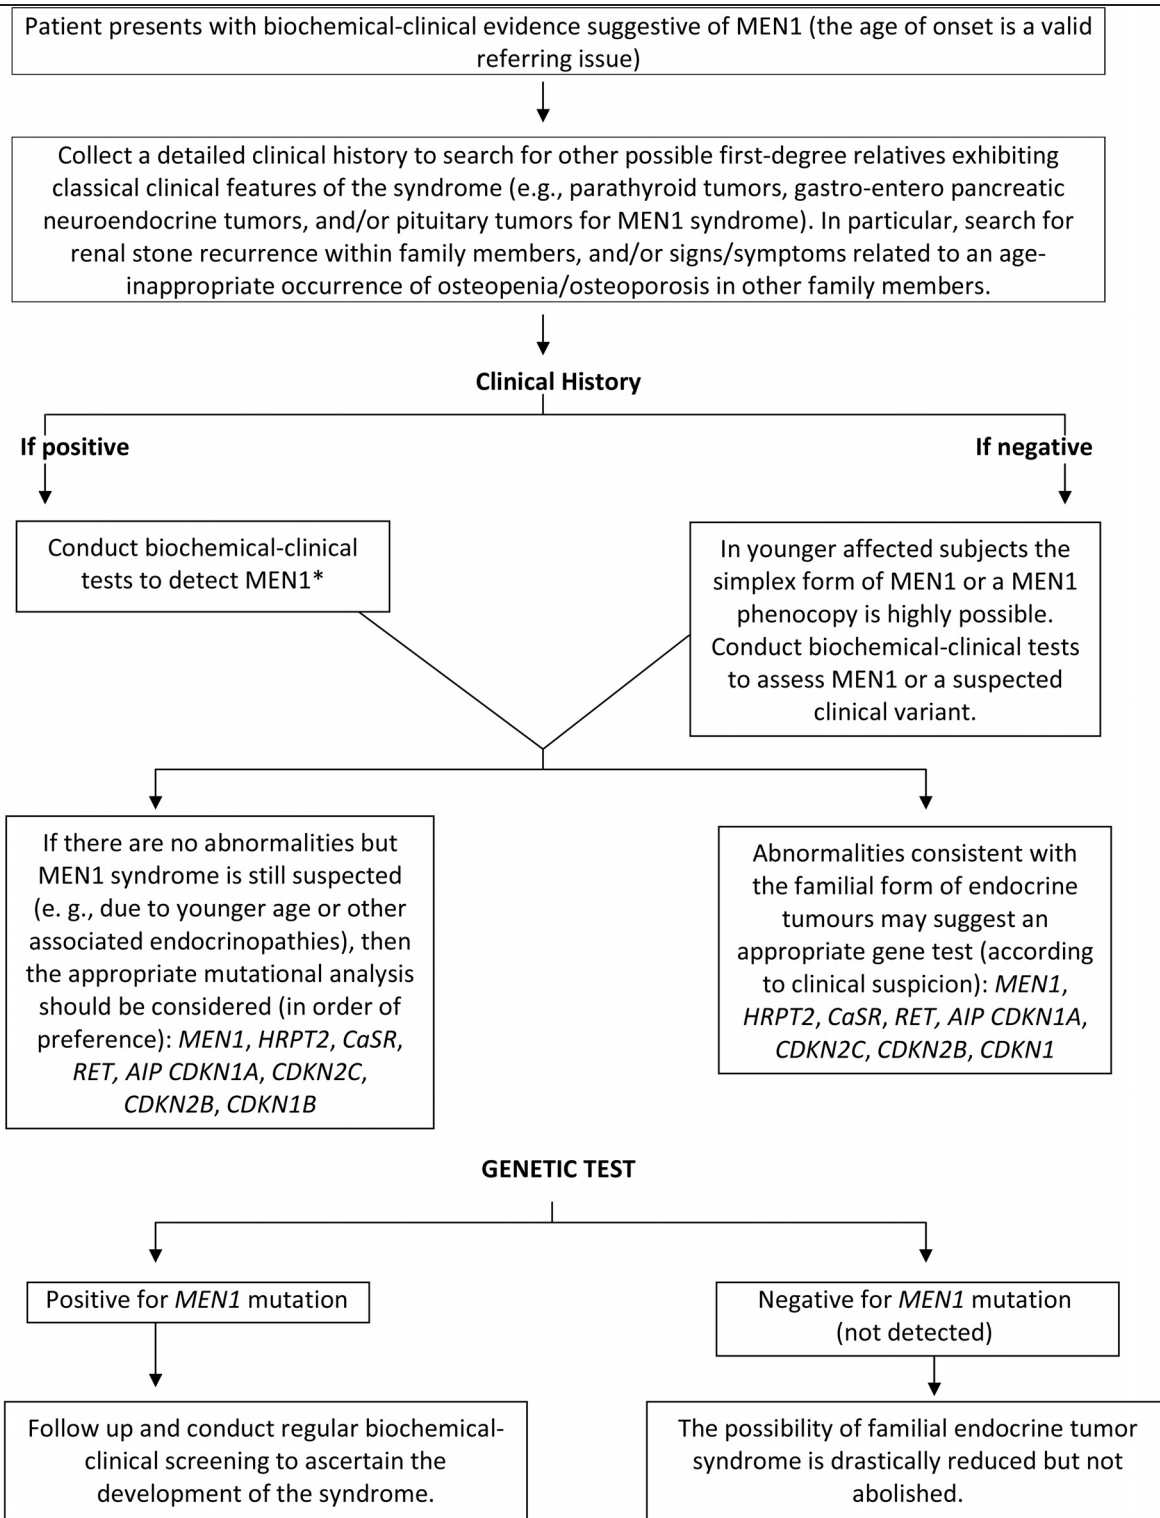 Patient presents with biochemical-clinical evidence suggestive of MEN1 (the age of onset is a valid
referring issue)
Collect a detailed clinical history to search for other possible first-degree relatives exhibiting
classical clinical features of the syndrome (e.g., parathyroid tumors, gastro-entero pancreatic
neuroendocrine tumors, and/or pituitary tumors for MEN1 syndrome). In particular, search for
renal stone recurrence within family members, and/or signs/symptoms related to an age-
inappropriate occurrence of osteopenia/osteoporosis in other family members.
Clinical History
If positive
If negative
Conduct biochemical-clinical
tests to detect MEN1*
In younger affected subjects the
simplex form of MEN1 or a MEN1
phenocopy is highly possible.
Conduct biochemical-clinical tests
to assess MEN1 or a suspected
clinical variant.
If there are no abnormalities but
MEN1 syndrome is still suspected
(e. g., due to younger age or other
associated endocrinopathies), then
the appropriate mutational analysis
should be considered (in order of
preference): MEN1, HRPT2, CaSR,
RET, AIP CDKN1A, CDKN2C,
CDKN2B, CDKN1B
Abnormalities consistent with
the familial form of endocrine
tumours may suggest an
appropriate gene test (according
to clinical suspicion): MEN1,
HRPT2, CaSR, RET, AIP CDKN1A,
CDKN2C, CDKN2B, CDKN1
GENETIC TEST
Positive for MEN1 mutation
Negative for MEN1 mutation
(not detected)
Follow up and conduct regular biochemical-
clinical screening to ascertain the
development of the syndrome.
The possibility of familial endocrine tumor
syndrome is drastically reduced but not
abolished.